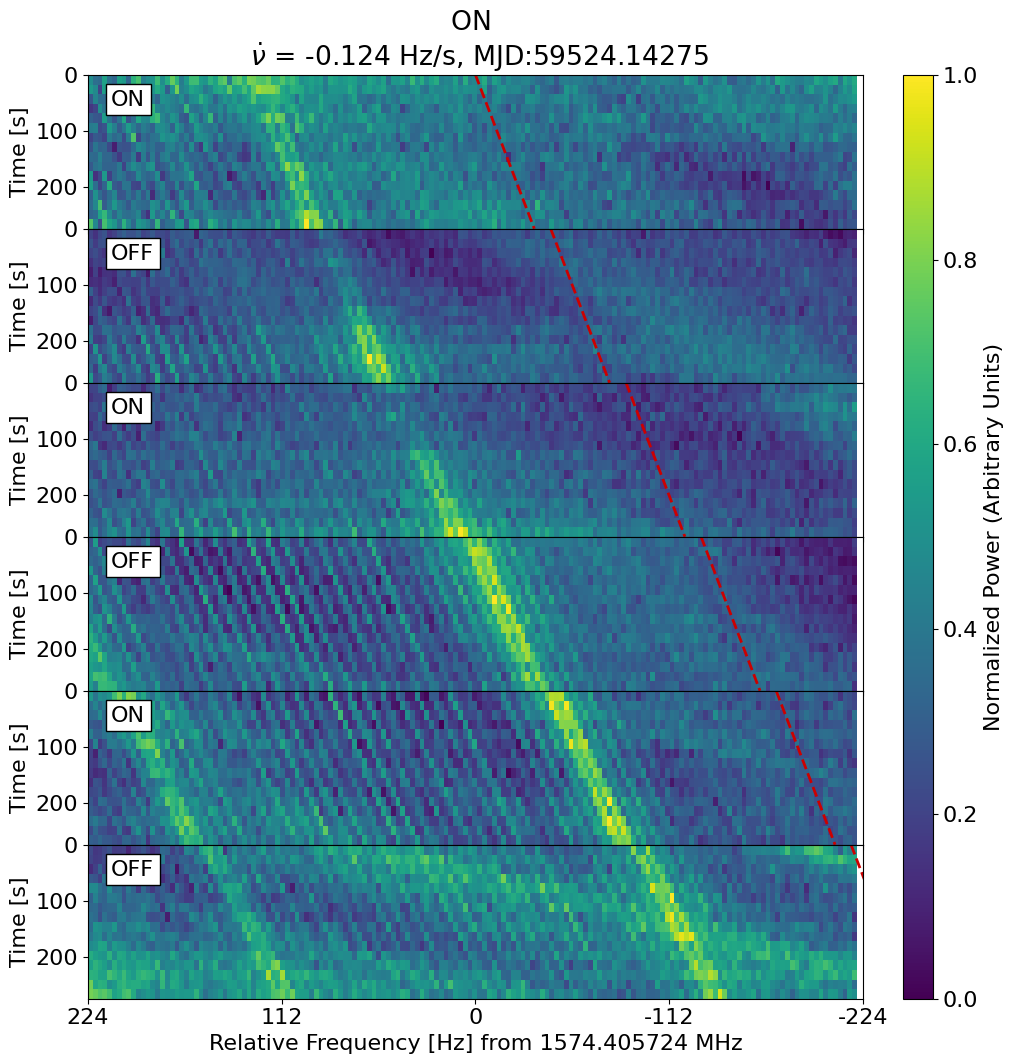 ON
ν̇ = -0.124 Hz/s, MJD:59524.14275
0
100
200
Time [s]
ON
0
100
200
Time [s]
OFF
0
100
200
Time [s]
ON
0
100
200
Time [s]
OFF
0
100
200
Time [s]
ON
0
100
200
Time [s]
OFF
224 112 0 -112 -224
Relative Frequency [Hz] from 1574.405724 MHz
1.0
0.8
0.6
0.4
0.2
0.0
Normalized Power (Arbitrary Units)